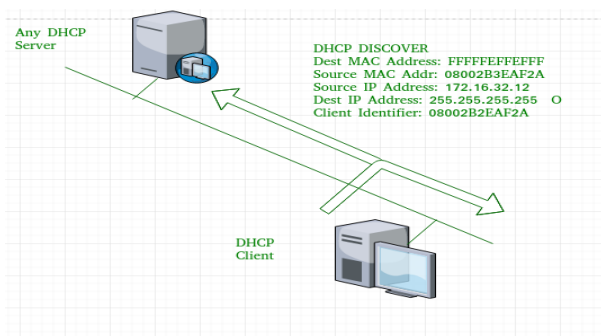 Any DHCP
Server
DHCP DISCOVER
Dest MAC Address: FFFFFEFFEFFF
Source MAC Addr: 08002B3EAF2A
Source IP Address: 172.16.32.12
Dest IP Address: 255.255.255.255 O
Client Identifier: 08002B2EAF2A
DHCP
Client